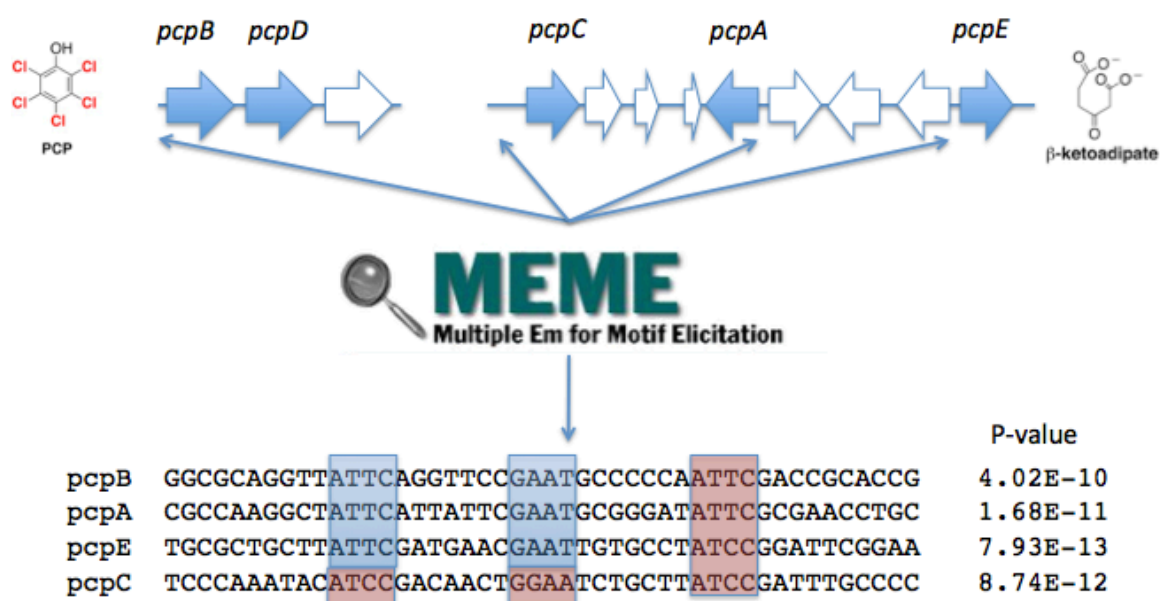 pcpB pcpD pcpC pcpA pcpE
OH
Cl Cl
Cl Cl
Cl
PCP
O O−
O O−
O
β-ketoadipate
MEME
Multiple Em for Motif Elicitation
P-value
pcpB GGCGCAGGTTATTCAGGTTCCGAATGCCCCCAATTCGACCGCACCG 4.02E-10
pcpA CGCCAAGGCTATTCATTATTCGAATGCGGGATATTCGCGAACCTGC 1.68E-11
pcpE TGCGCTGCTTATTCGATGAACGAATTGTGCCTATCCGGATTCGGAA 7.93E-13
pcpC TCCCAAATACATCCGACAACTGGAATCTGCTTATCCGATTTGCCCC 8.74E-12